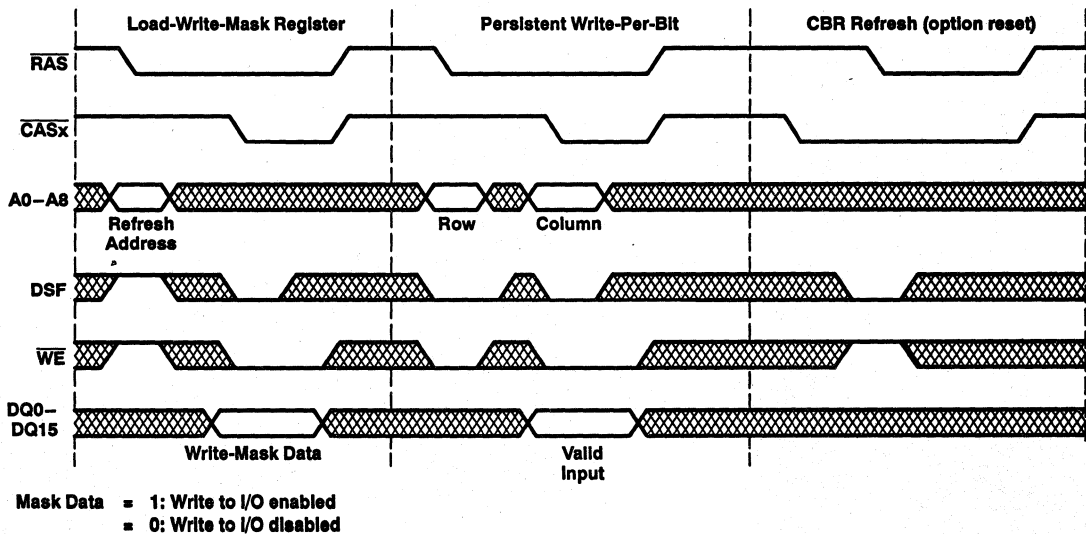 Load-Write-Mask Register Persistent Write-Per-Bit CBR Refresh (option reset)
RAS
CASx
A0–A8
Refresh
Address
Row
Column
DSF
WE
DQ0–
DQ15
Write-Mask Data
Valid
Input
Mask Data = 1: Write to I/O enabled
= 0: Write to I/O disabled